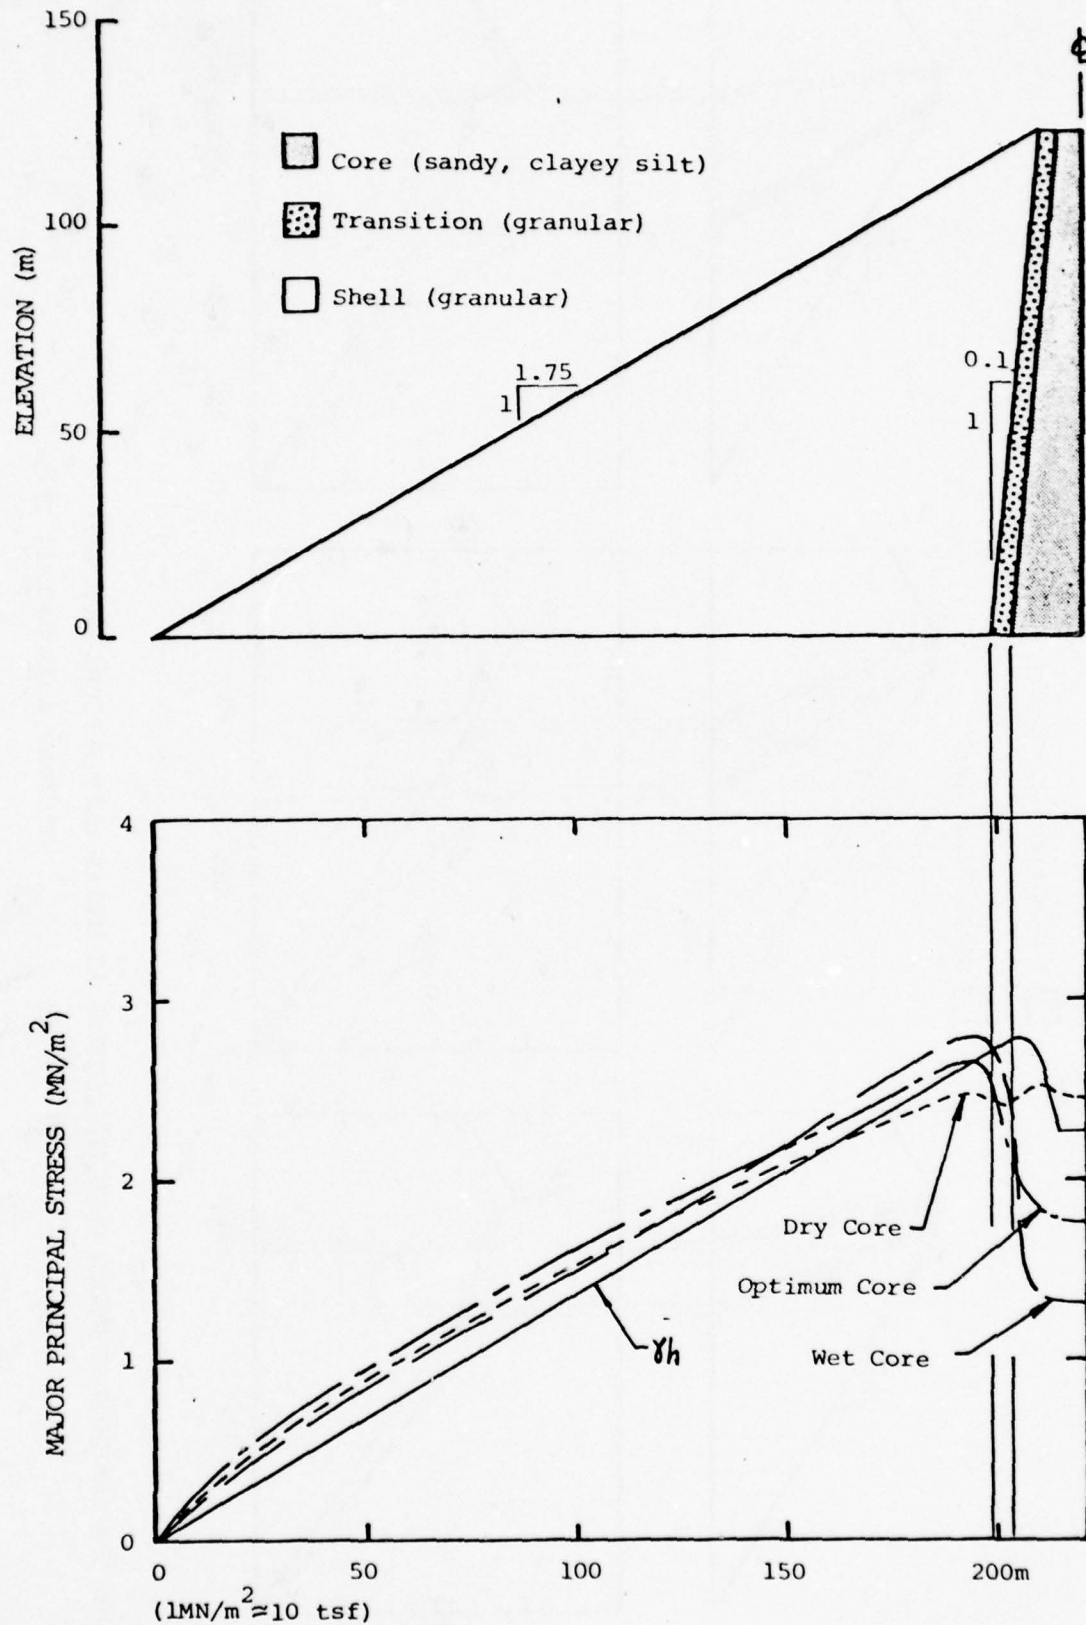 150
100
50
0
ELEVATION (m)
Core (sandy, clayey silt)
Transition (granular)
Shell (granular)
1.75
1
0.1
1
4
3
2
1
0
MAJOR PRINCIPAL STRESS (MN/m²)
Dry Core
Optimum Core
Wet Core
γh
0
50
100
150
200m
(1MN/m²≈10 tsf)